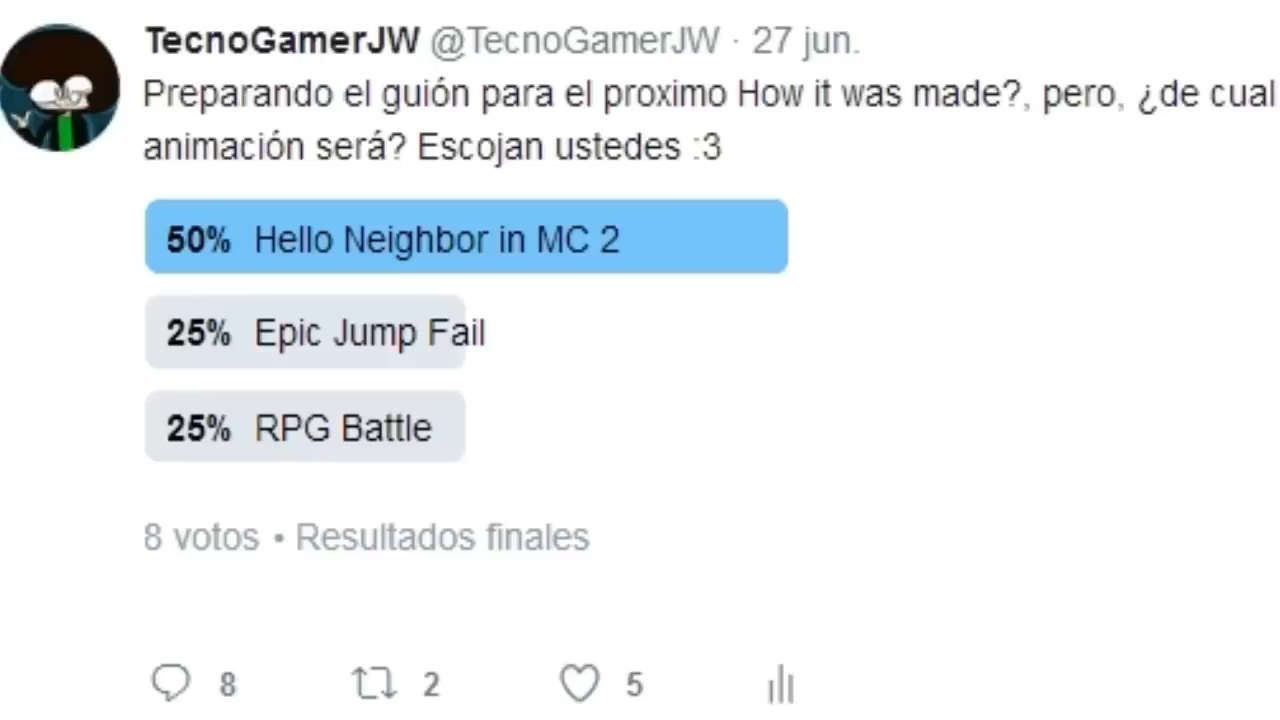 TecnoGamerJW @TecnoGamerJW · 27 jun.
Preparando el guión para el proximo How it was made?, pero, ¿de cual
animación será? Escojan ustedes :3
50% Hello Neighbor in MC 2
25% Epic Jump Fail
25% RPG Battle
8 votos • Resultados finales
8 2 5